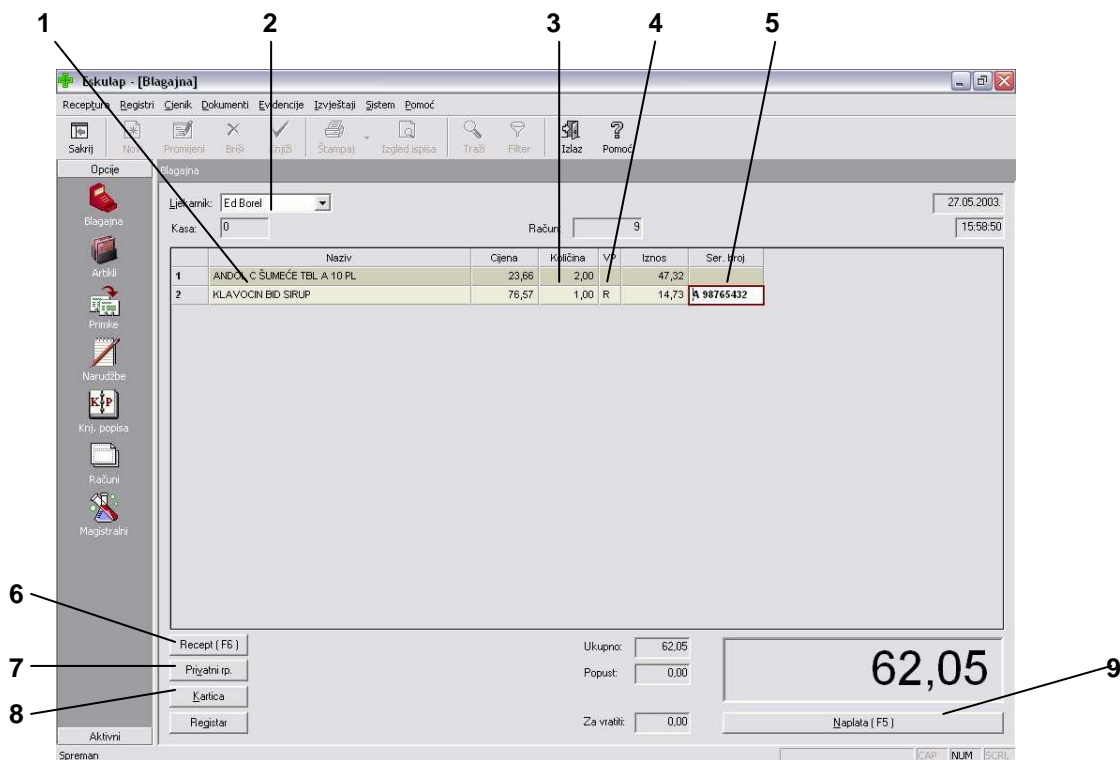 1 2 3 4 5
Eskulap - [Blagajna]
Receptura Registri Cjenik Dokumenti Evidencije Izvještaji Sistem Pomoć
Sakrij Novi Promijeni Briši Knjiži Štampaj Izgled ispisa Traži Filter Izlaz Pomoć
Opcije Blagajna
Blagajna
Artikli
Primke
Narudžbe
K P
Knj. popisa
Računi
Magistralni
Aktivni
Ljekarnik: Ed Borel 27.05.2003.
Kasa: 0 Račun: 9 15:58:50
Naziv Cijena Količina VP Iznos Ser. broj
1 ANDOL C ŠUMEĆE TBL A 10 PL 23,66 2,00 47,32
2 KLAVOCIN BID SIRUP 76,57 1,00 R 14,73 A 98765432
6 Recept ( F6 ) Ukupno: 62,05
7 Privatni rp. Popust: 0,00 62,05 9
8 Kartica
Registar Za vratiti: 0,00 Naplata ( F5 )
Spreman CAP NUM SCRL